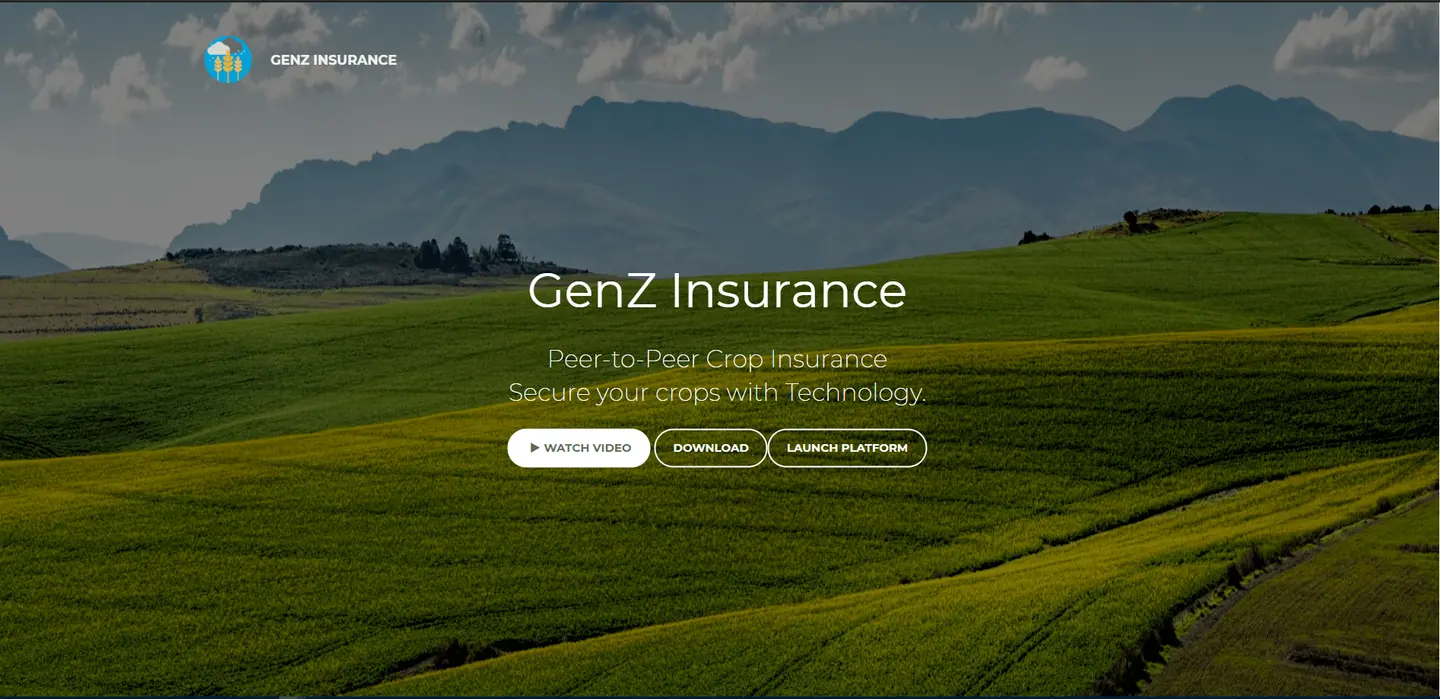 GENZ INSURANCE
GenZ Insurance
Peer-to-Peer Crop Insurance
Secure your crops with Technology.
▶ WATCH VIDEO DOWNLOAD LAUNCH PLATFORM